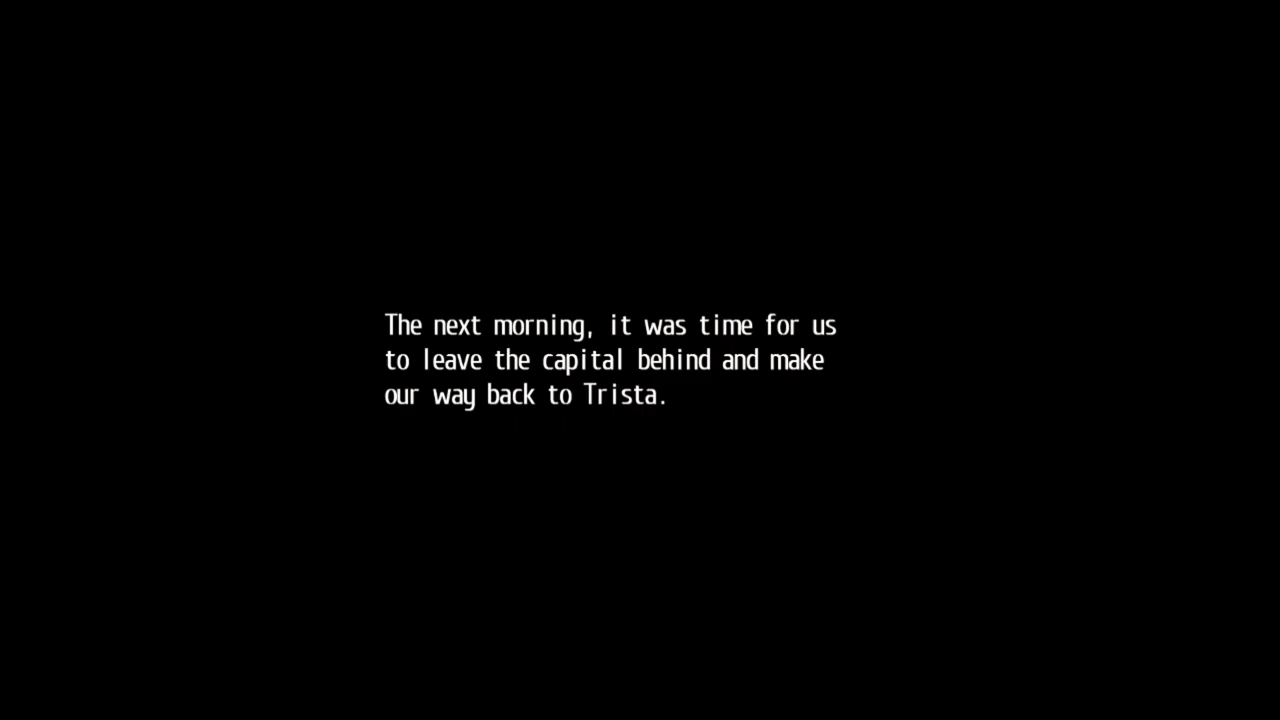 The next morning, it was time for us
to leave the capital behind and make
our way back to Trista.